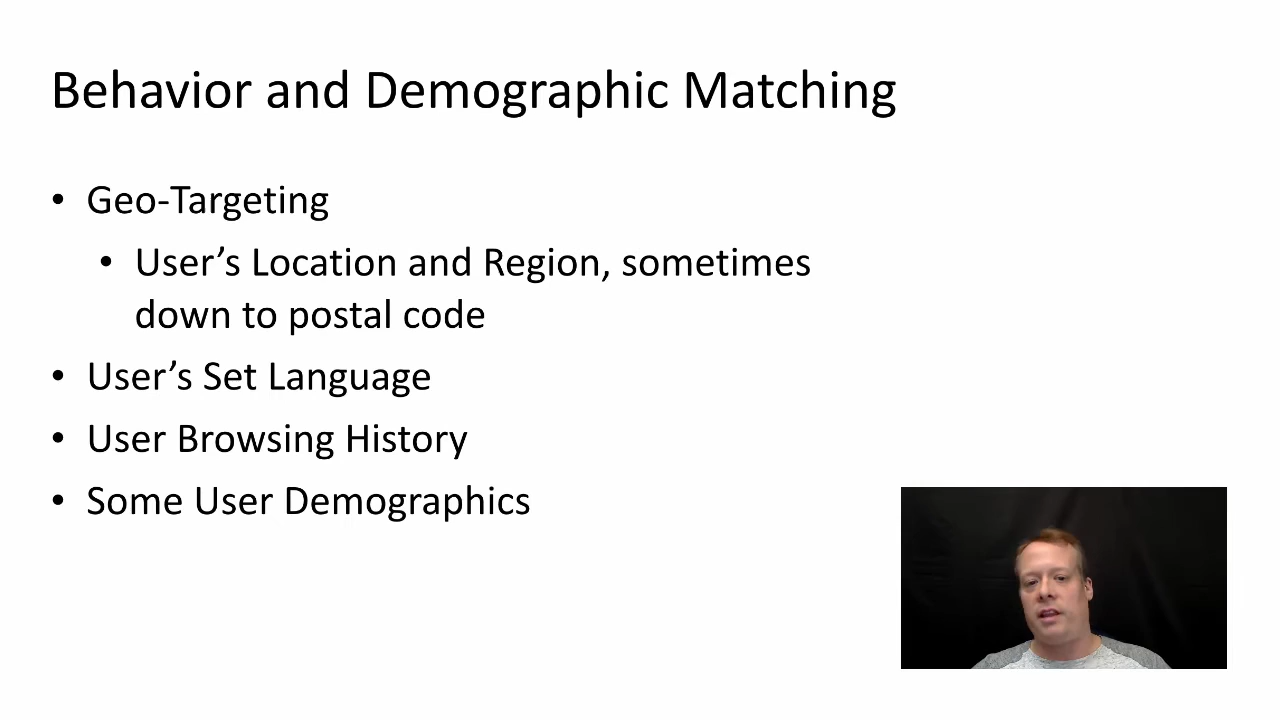 Behavior and Demographic Matching
• Geo-Targeting
• User’s Location and Region, sometimes
down to postal code
• User’s Set Language
• User Browsing History
• Some User Demographics